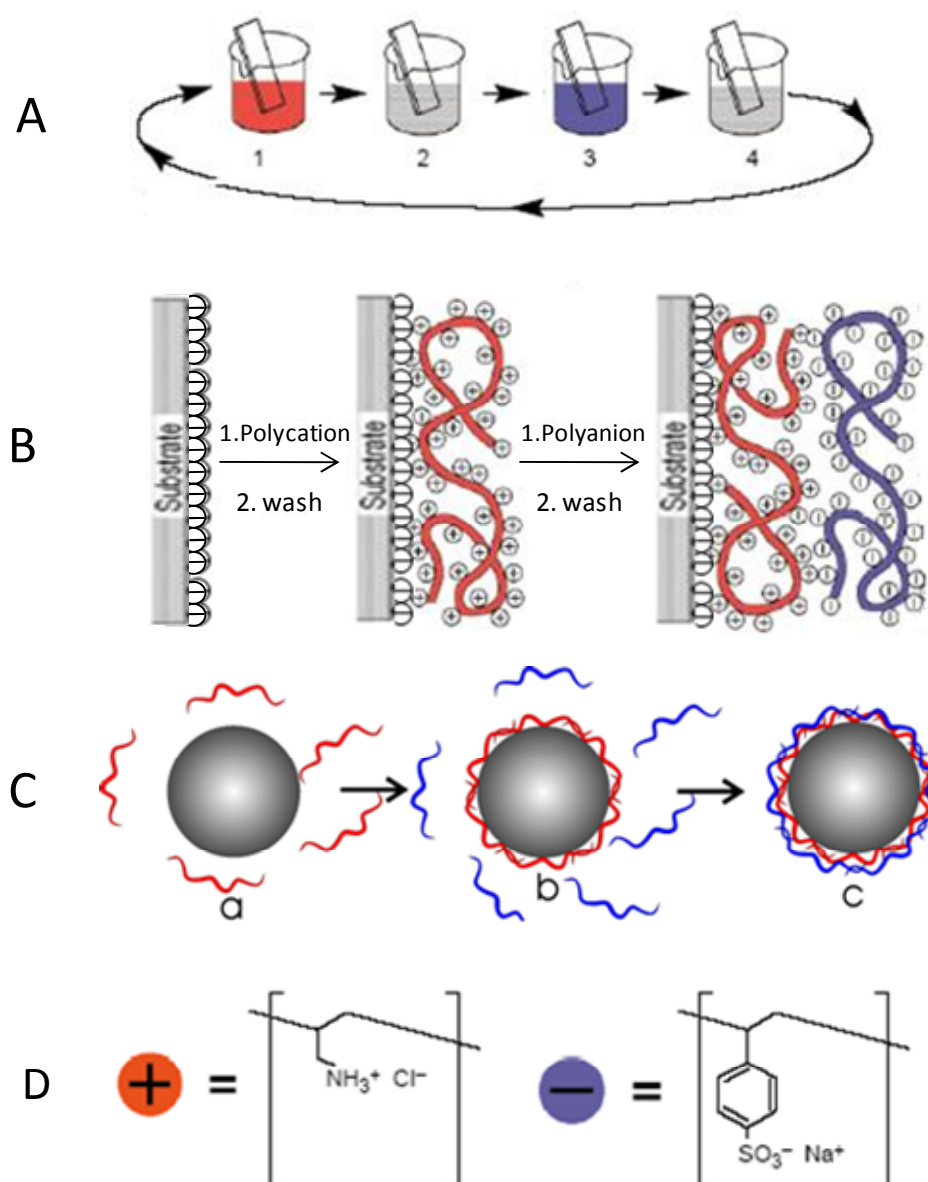 A
1 2 3 4
B
Substrate
1.Polycation
2. wash
Substrate
1.Polyanion
2. wash
Substrate
C
a b c
D
+ = NH₃⁺ Cl⁻
− = SO₃⁻ Na⁺